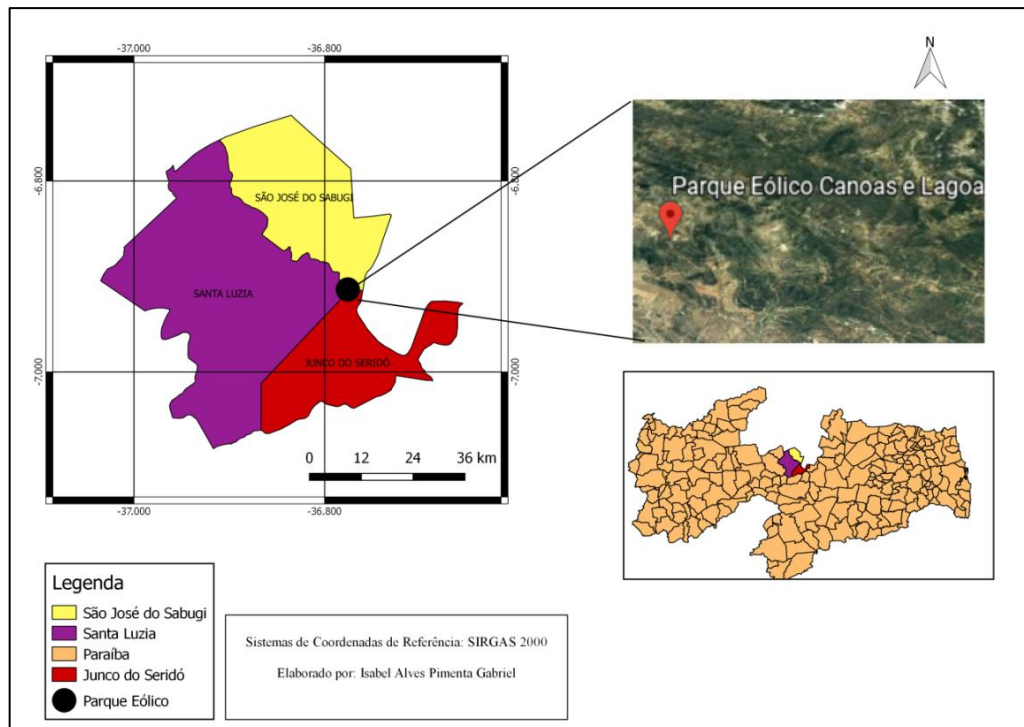 -37.000
-36.800
N
-6.800
-6.800
SÃO JOSÉ DO SABUGI
Parque Eólico Canoas e Lagoa
SANTA LUZIA
JUNCO DO SERIDÓ
-7.000
-7.000
0 12 24 36 km
-37.000
-36.800
Legenda
São José do Sabugi
Santa Luzia
Paraíba
Junco do Seridó
Parque Eólico
Sistemas de Coordenadas de Referência: SIRGAS 2000
Elaborado por: Isabel Alves Pimenta Gabriel